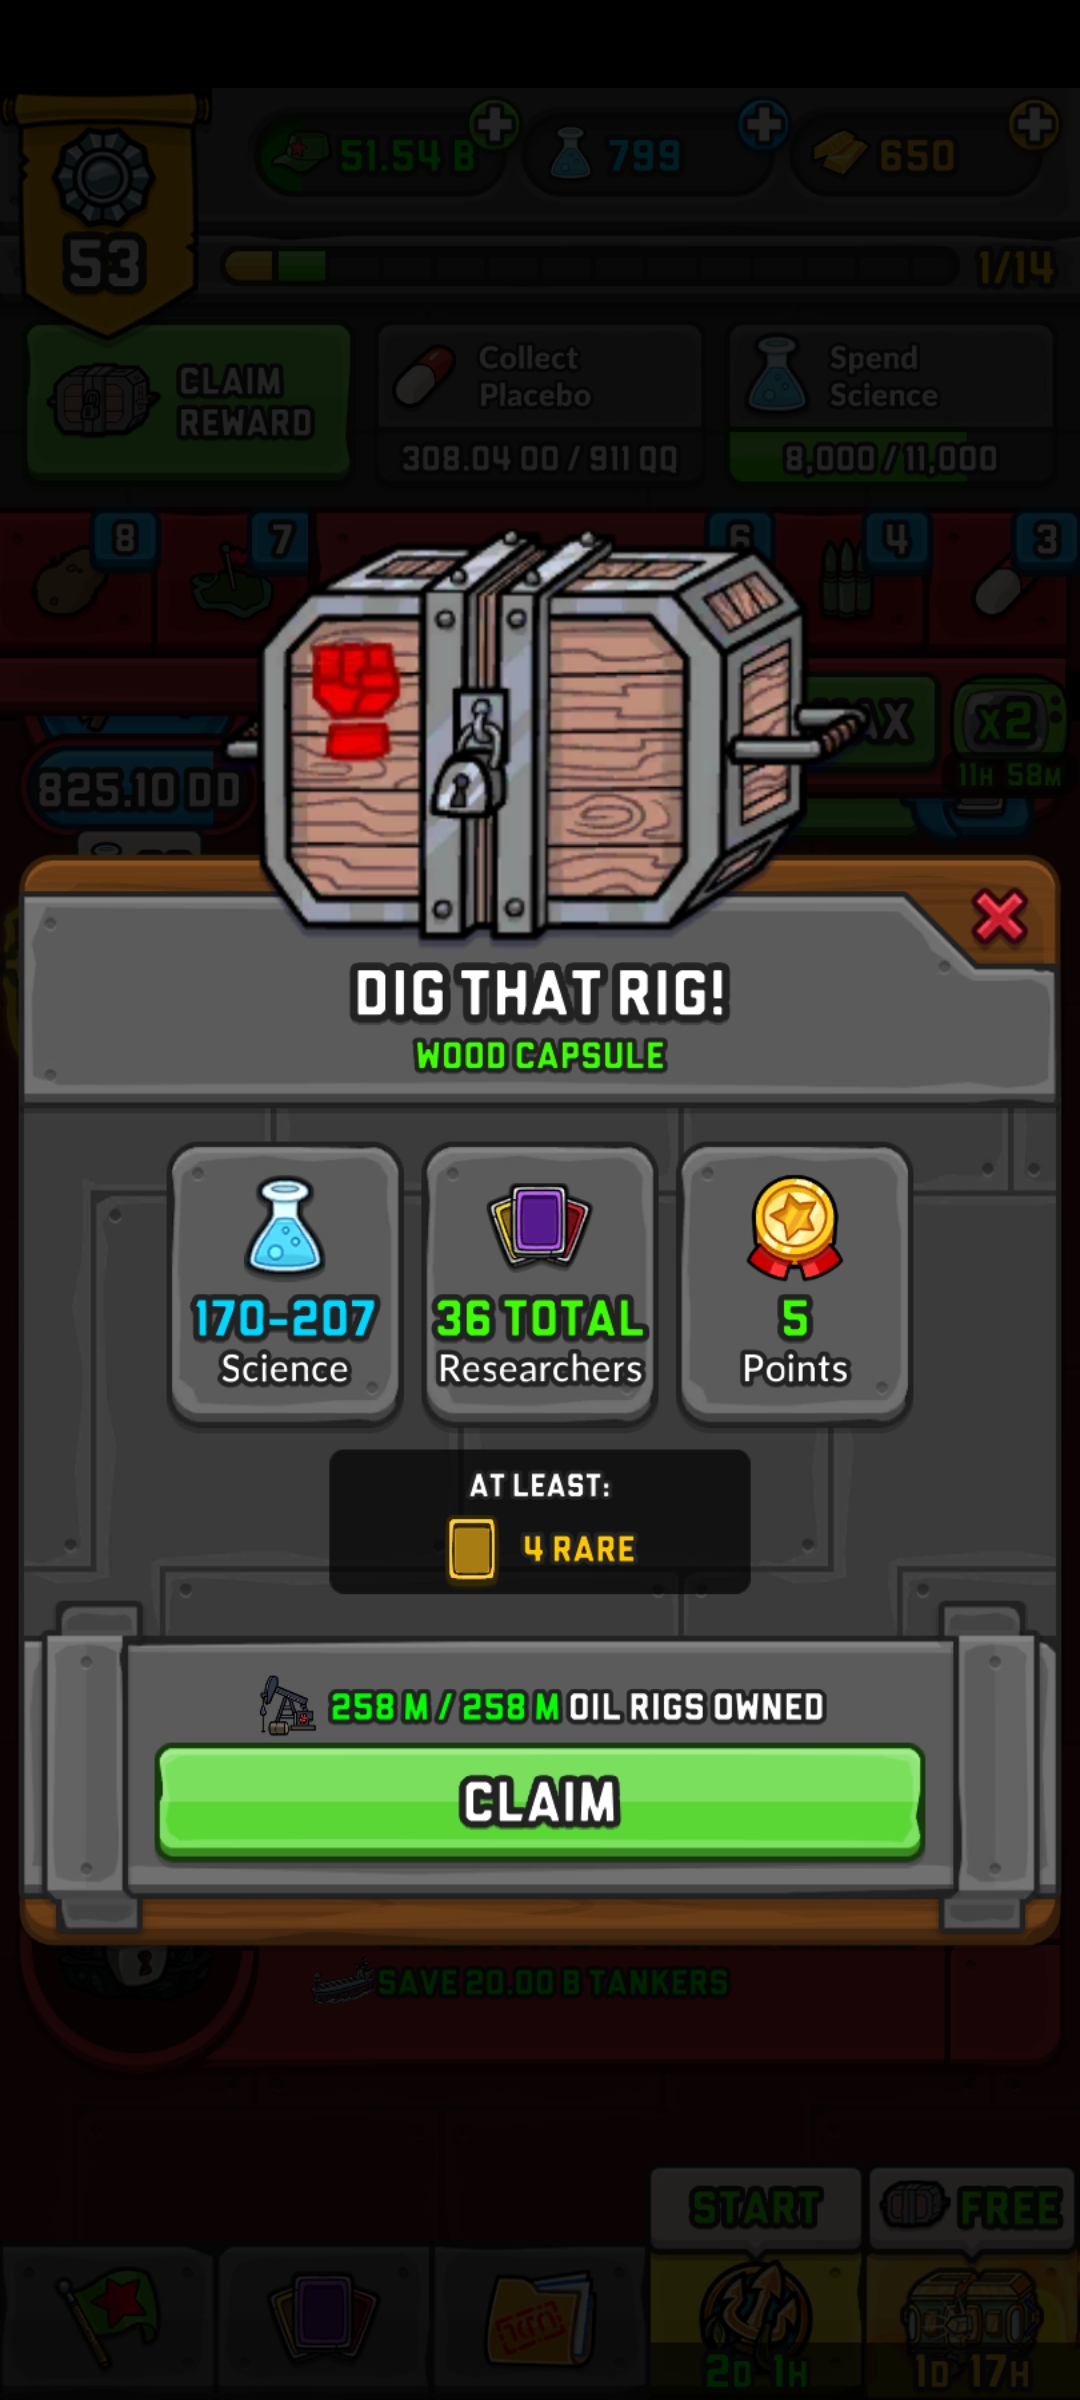 51.54 B
799
650
53
1/14
CLAIM
REWARD
Collect
Placebo
308.04 OO / 911 QQ
Spend
Science
8,000 / 11,000
8
7
6
4
3
825.10 DD
X2
11H 58M
DIG THAT RIG!
WOOD CAPSULE
170-207
Science
36 TOTAL
Researchers
5
Points
AT LEAST:
4 RARE
258 M / 258 M OIL RIGS OWNED
CLAIM
SAVE 20.00 B TANKERS
START
FREE
2D 1H
1D 17H